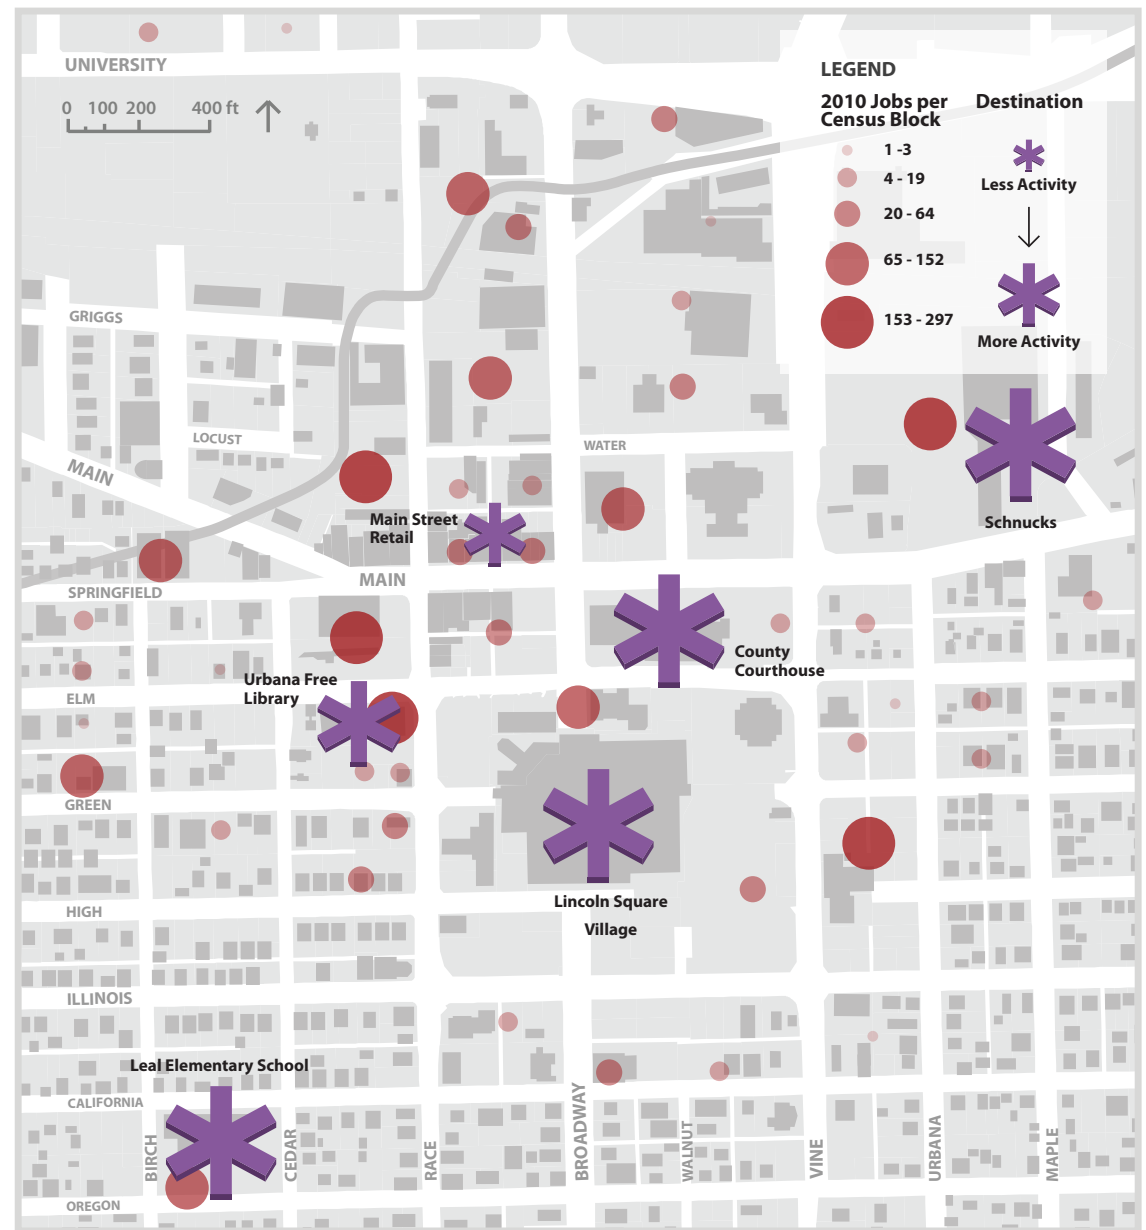 UNIVERSITY
0 100 200 400 ft
LEGEND
2010 Jobs per
Census Block
Destination
1 -3
4 - 19
20 - 64
65 - 152
153 - 297
Less Activity
More Activity
GRIGGS
LOCUST
MAIN
WATER
Main Street
Retail
Schnucks
MAIN
SPRINGFIELD
County
Courthouse
Urbana Free
Library
ELM
GREEN
Lincoln Square
Village
HIGH
ILLINOIS
Leal Elementary School
CALIFORNIA
BIRCH
CEDAR
RACE
BROADWAY
WALNUT
VINE
URBANA
MAPLE
OREGON